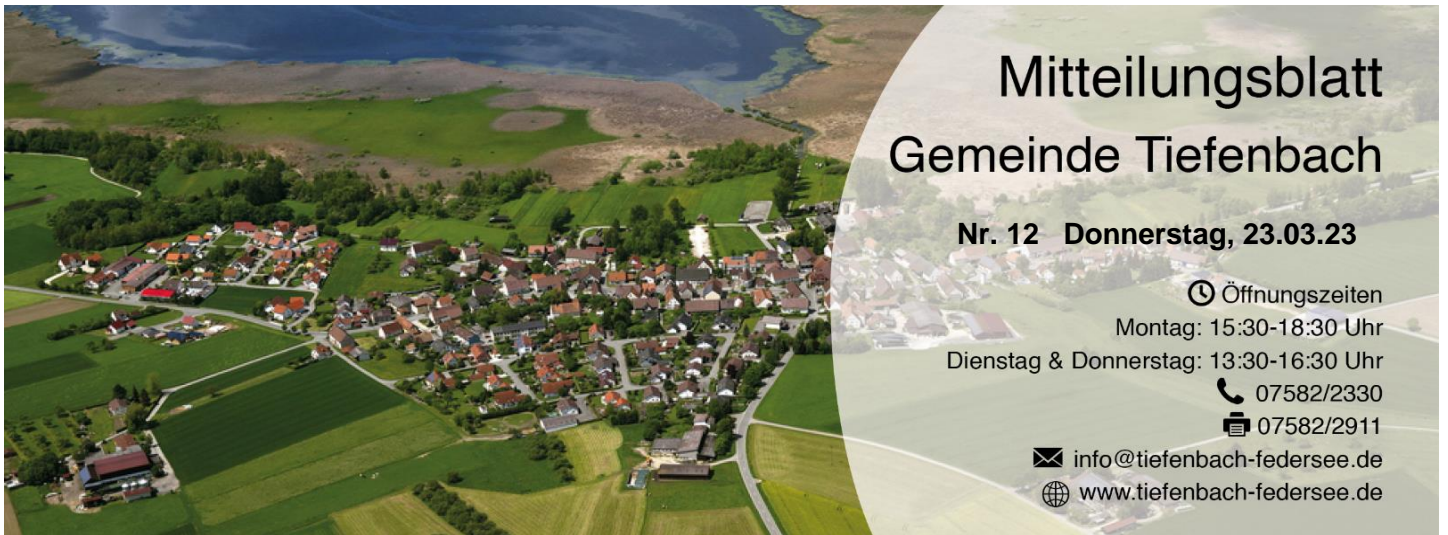 Mitteilungsblatt
Gemeinde Tiefenbach
Nr. 12 Donnerstag, 23.03.23
Öffnungszeiten
Montag: 15:30-18:30 Uhr
Dienstag & Donnerstag: 13:30-16:30 Uhr
07582/2330
07582/2911
info@tiefenbach-federsee.de
www.tiefenbach-federsee.de